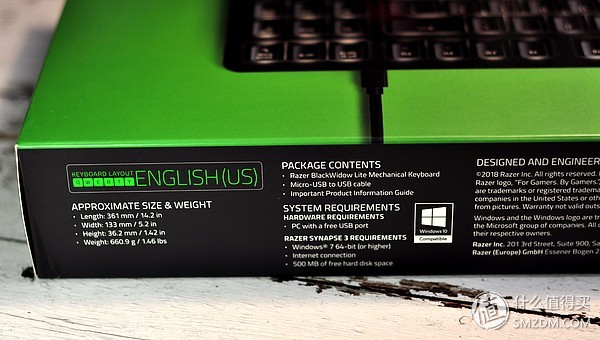 KEYBOARD LAYOUT
QWERTY
ENGLISH (US)
APPROXIMATE SIZE & WEIGHT
• Length: 361 mm / 14.2 in
• Width: 133 mm / 5.2 in
• Height: 36.2 mm / 1.42 in
• Weight: 660.9 g / 1.46 lbs
PACKAGE CONTENTS
• Razer BlackWidow Lite Mechanical Keyboard
• Micro-USB to USB cable
• Important Product Information Guide
SYSTEM REQUIREMENTS
HARDWARE REQUIREMENTS
• PC with a free USB port
RAZER SYNAPSE 3 REQUIREMENTS
• Windows® 7 64-bit (or higher)
• Internet connection
• 500 MB of free hard disk space
Windows 10
Compatible
DESIGNED AND ENGINEER
©2018 Razer Inc. All rights reserved.
Razer logo, "For Gamers. By Gamers.",
are trademarks or registered trademar
companies in the United States or othe
from pictures. Warranty not valid outs
Windows and the Windows logo are tr
the Microsoft group of companies. All o
their respective owners.
Razer Inc. 201 3rd Street, Suite 900, Sa
Razer (Europe) GmbH Essener Bogen 2
值 什么值得买
SMZDM.COM